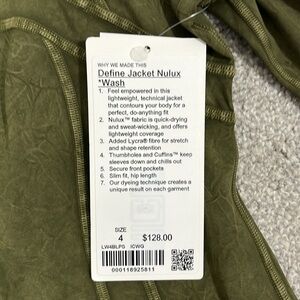 WHY WE MADE THIS
Define Jacket Nulux
*Wash
1. Feel empowered in this
lightweight, technical jacket
that contours your body for a
perfect, do-anything fit
2. Nulux™ fabric is quick-drying
and sweat-wicking, and offers
lightweight coverage
3. Added Lycra® fibre for stretch
and shape retention
4. Thumbholes and Cuffins™ keep
sleeves down and chills out
5. Secure front pockets
6. Slim fit, hip length
7. Our dyeing technique creates a
unique result on each garment
SIZE
4 $128.00
LW4BLPS ICWG
000118925811